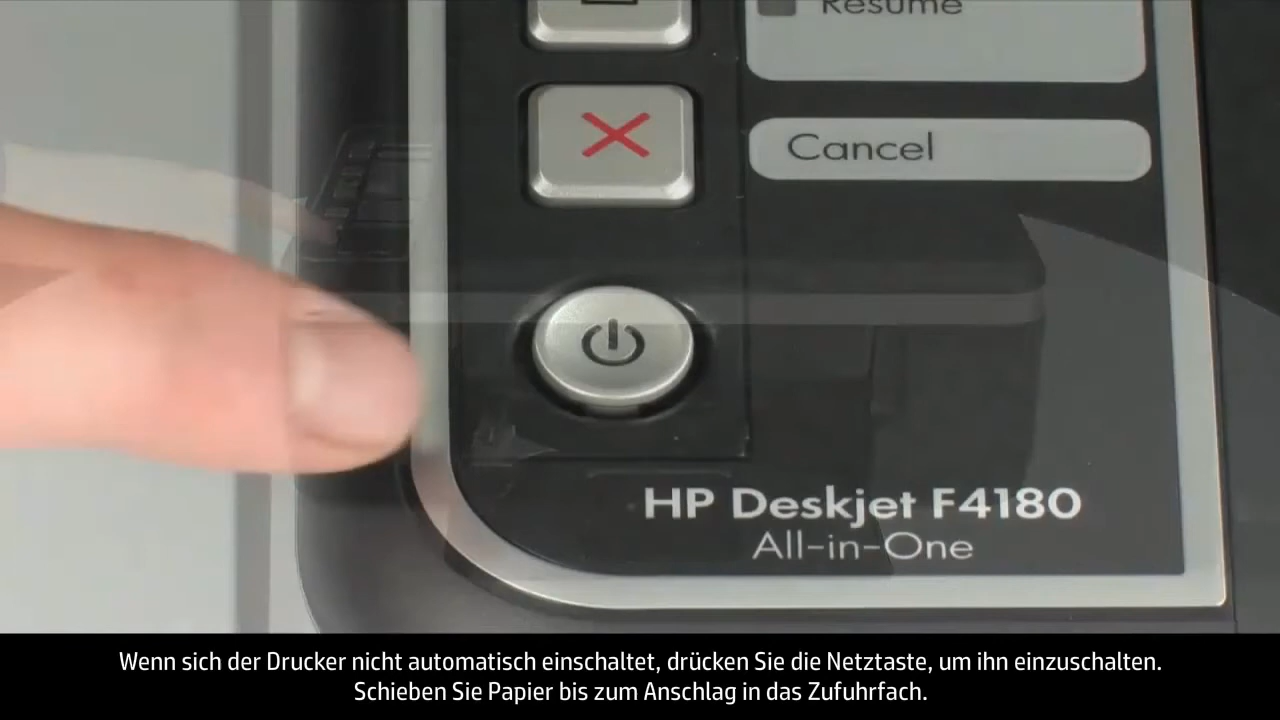 Resume
Cancel
HP Deskjet F4180
All-in-One
Wenn sich der Drucker nicht automatisch einschaltet, drücken Sie die Netztaste, um ihn einzuschalten.
Schieben Sie Papier bis zum Anschlag in das Zufuhrfach.